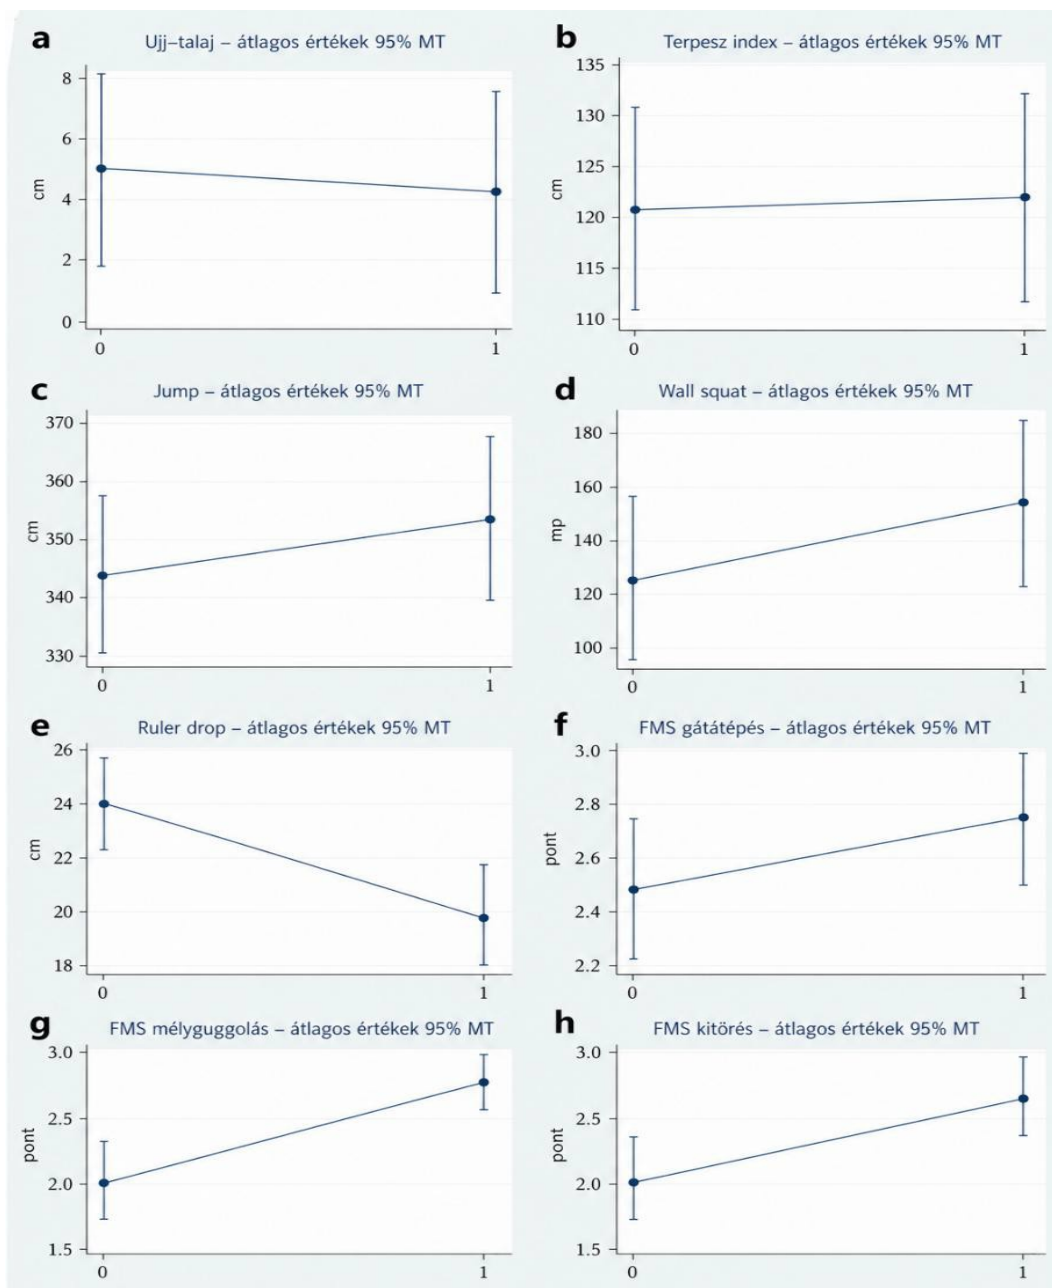 a
Ujj–talaj – átlagos értékek 95% MT
8
6
4
2
0
cm
0 1
b
Terpesz index – átlagos értékek 95% MT
135
130
125
120
115
110
cm
0 1
c
Jump – átlagos értékek 95% MT
370
360
350
340
330
cm
0 1
d
Wall squat – átlagos értékek 95% MT
180
160
140
120
100
mp
0 1
e
Ruler drop – átlagos értékek 95% MT
26
24
22
20
18
cm
0 1
f
FMS gátátépés – átlagos értékek 95% MT
3.0
2.8
2.6
2.4
2.2
pont
0 1
g
FMS mélyguggolás – átlagos értékek 95% MT
3.0
2.5
2.0
1.5
pont
0 1
h
FMS kitörés – átlagos értékek 95% MT
3.0
2.5
2.0
1.5
pont
0 1